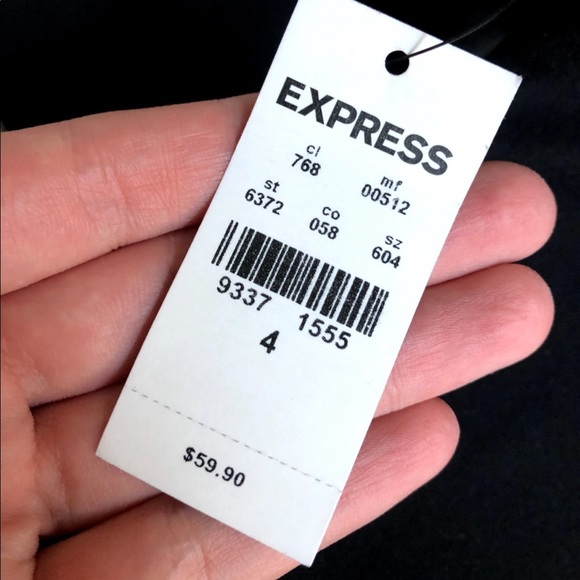 EXPRESS
cl mf
768 00512
st co sz
6372 058 604
9337 1555
4
$59.90